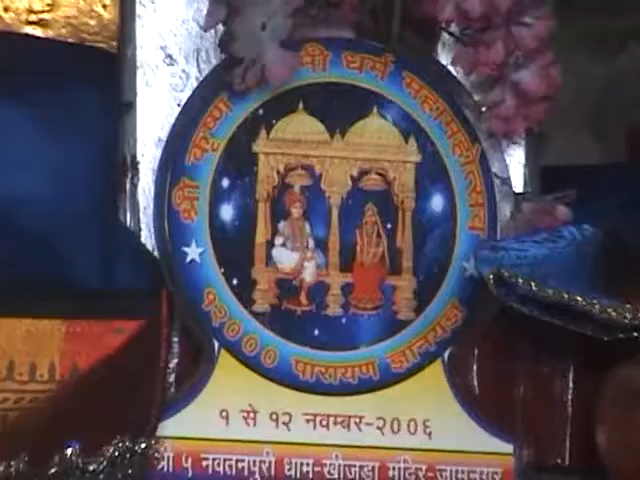 श्री कृष्ण
मी धर्म महामहोत्सव
१२००० पारायण ज्ञानयज्ञ
१ से १२ नवम्बर-२००६
श्री ५ नवतनपुरी धाम-खीजडा मंदिर-जामनगर